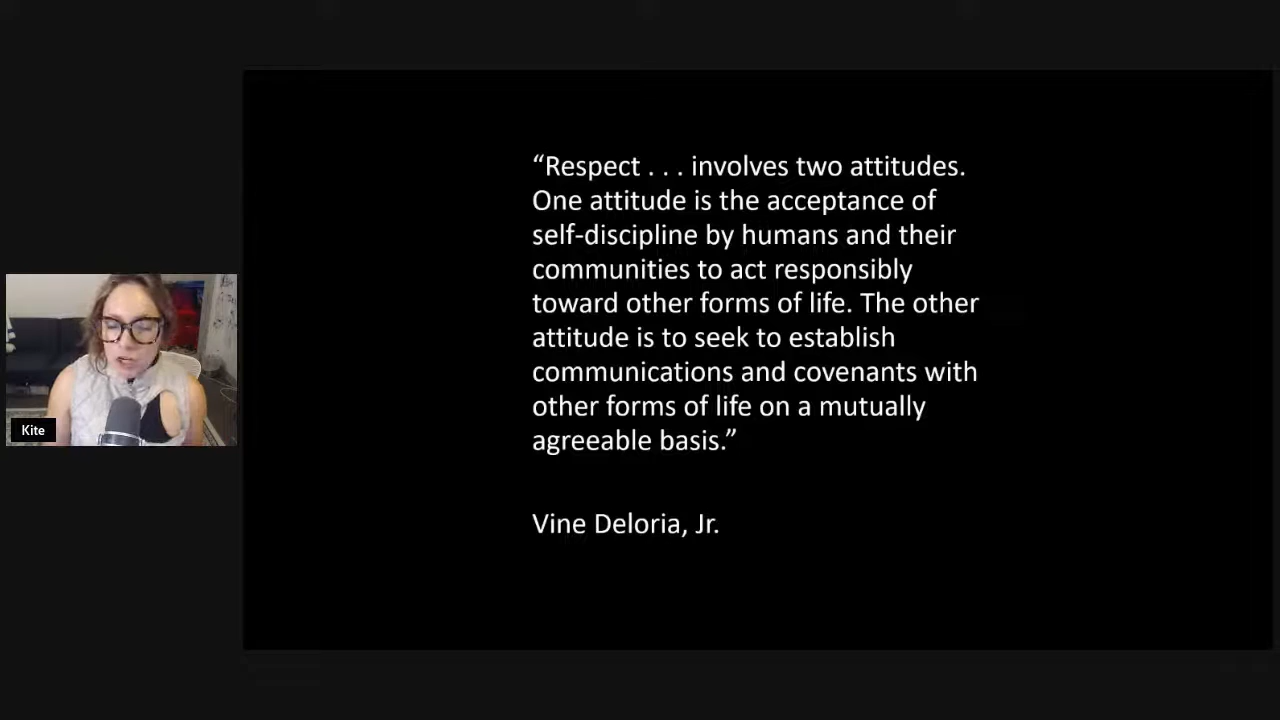 “Respect . . . involves two attitudes.
One attitude is the acceptance of
self-discipline by humans and their
communities to act responsibly
toward other forms of life. The other
attitude is to seek to establish
communications and covenants with
other forms of life on a mutually
agreeable basis.”
Vine Deloria, Jr.
Kite